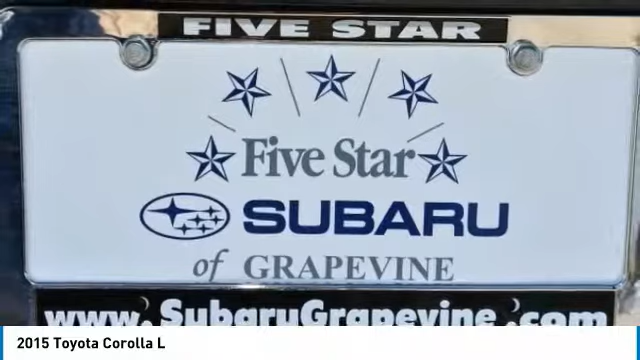 FIVE STAR
Five Star
SUBARU
of GRAPEVINE
www.SubaruGrapevine.com
2015 Toyota Corolla L